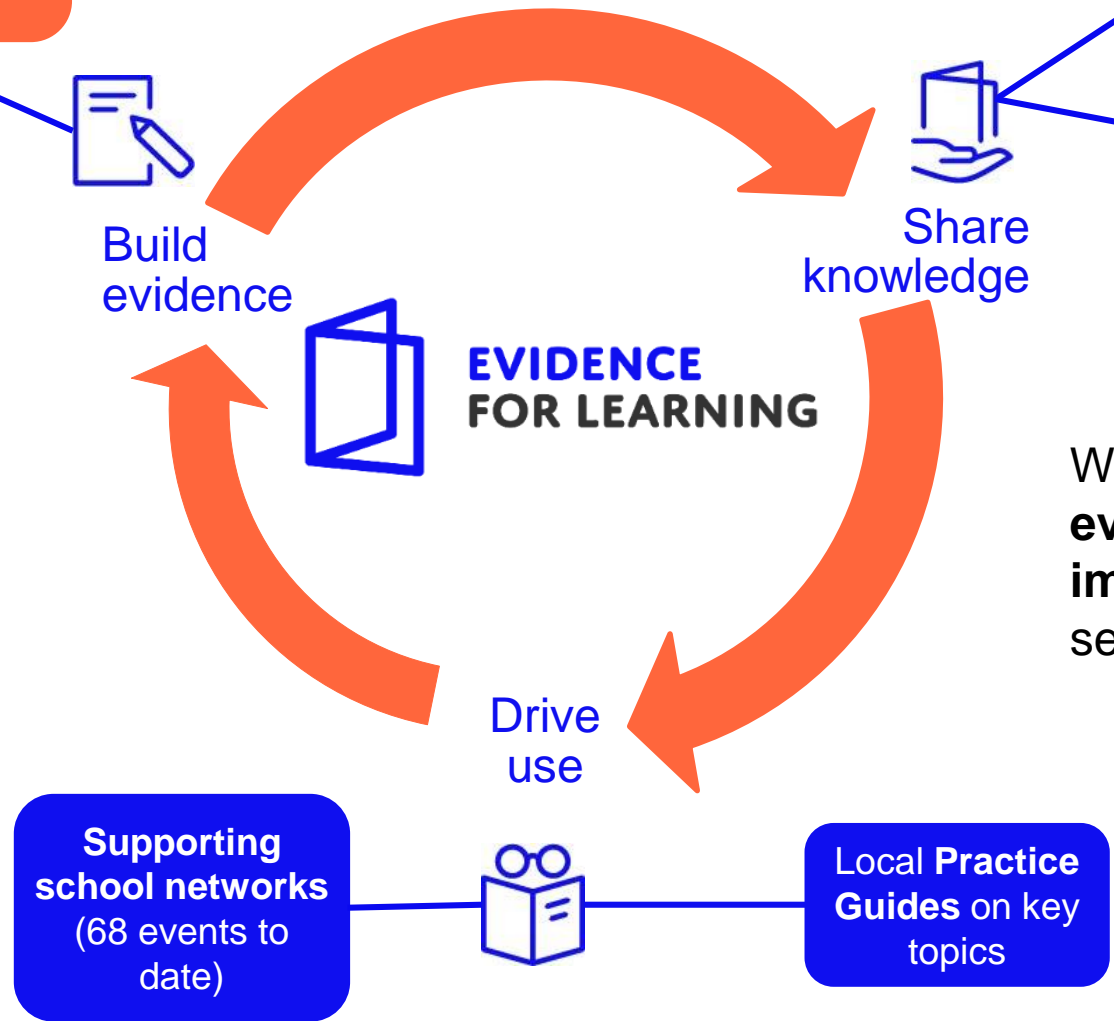 Build
evidence
Share
knowledge
EVIDENCE
FOR LEARNING
Drive
use
Supporting
school networks
(68 events to
date)
Local Practice
Guides on key
topics